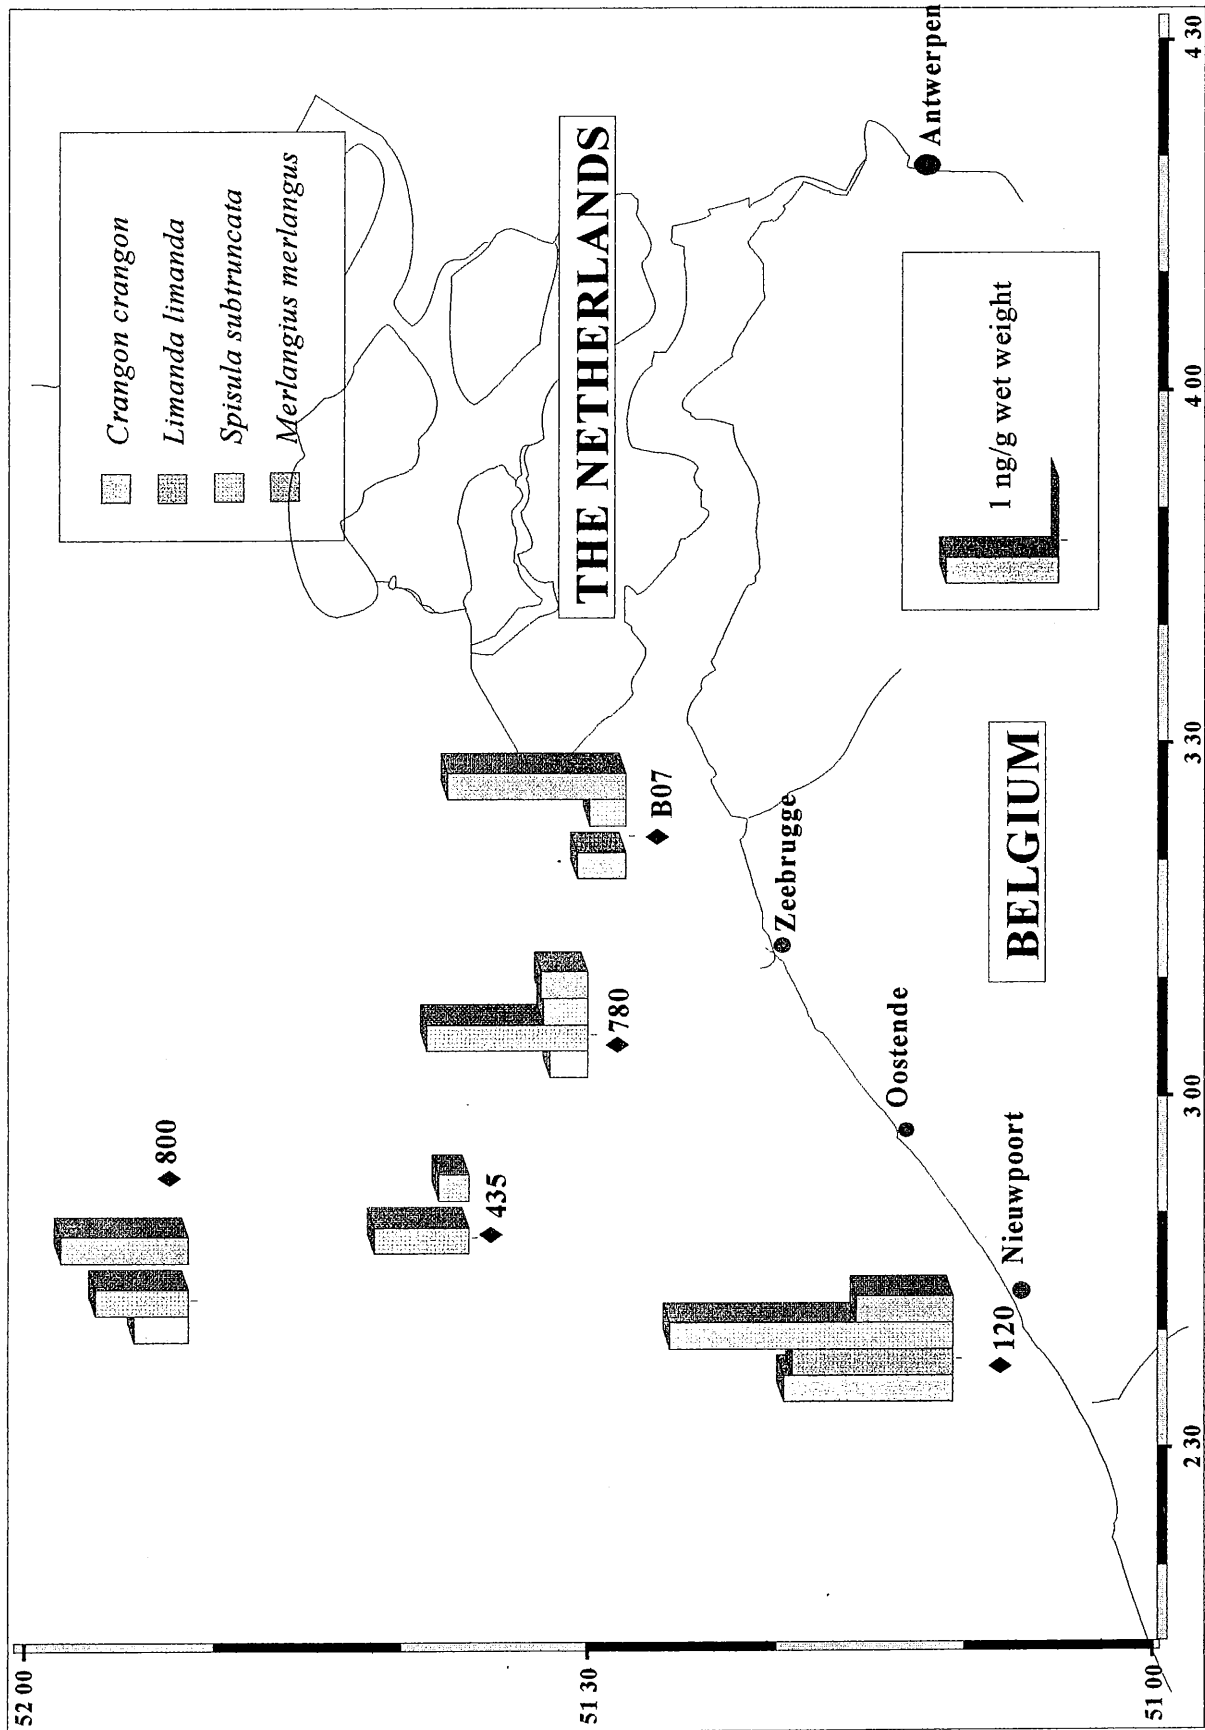 Crangon crangon
Limanda limanda
Spisula subtruncata
Merlangius merlangus
THE NETHERLANDS
800
435
780
B07
120
Antwerpen
Zeebrugge
Oostende
Nieuwpoort
BELGIUM
1 ng/g wet weight
52 00
51 30
51 00
2 30
3 00
3 30
4 00
4 30